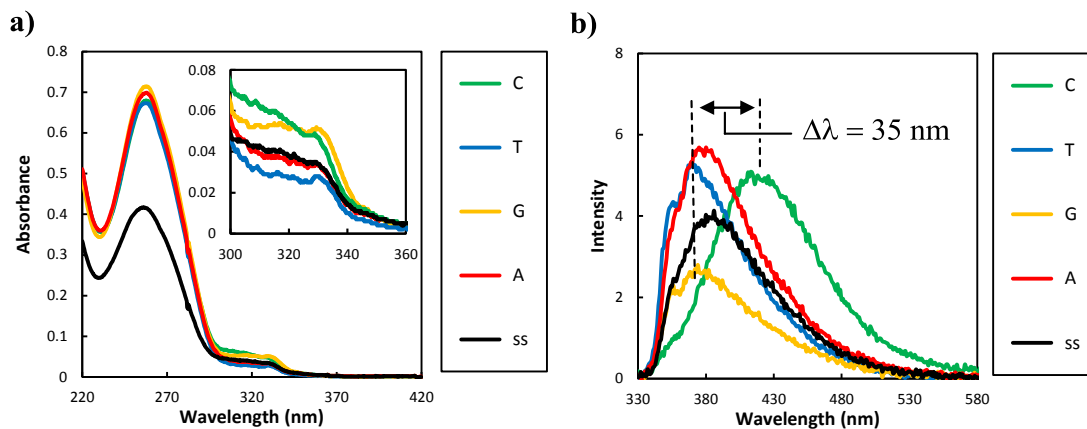 a)
Absorbance
0.8
0.7
0.6
0.5
0.4
0.3
0.2
0.1
0
220
270
320
370
420
Wavelength (nm)
0.08
0.06
0.04
0.02
0
300
320
340
360
C
T
G
A
ss
b)
Intensity
8
6
4
2
0
330
380
430
480
530
580
Wavelength (nm)
Δλ = 35 nm
C
T
G
A
ss